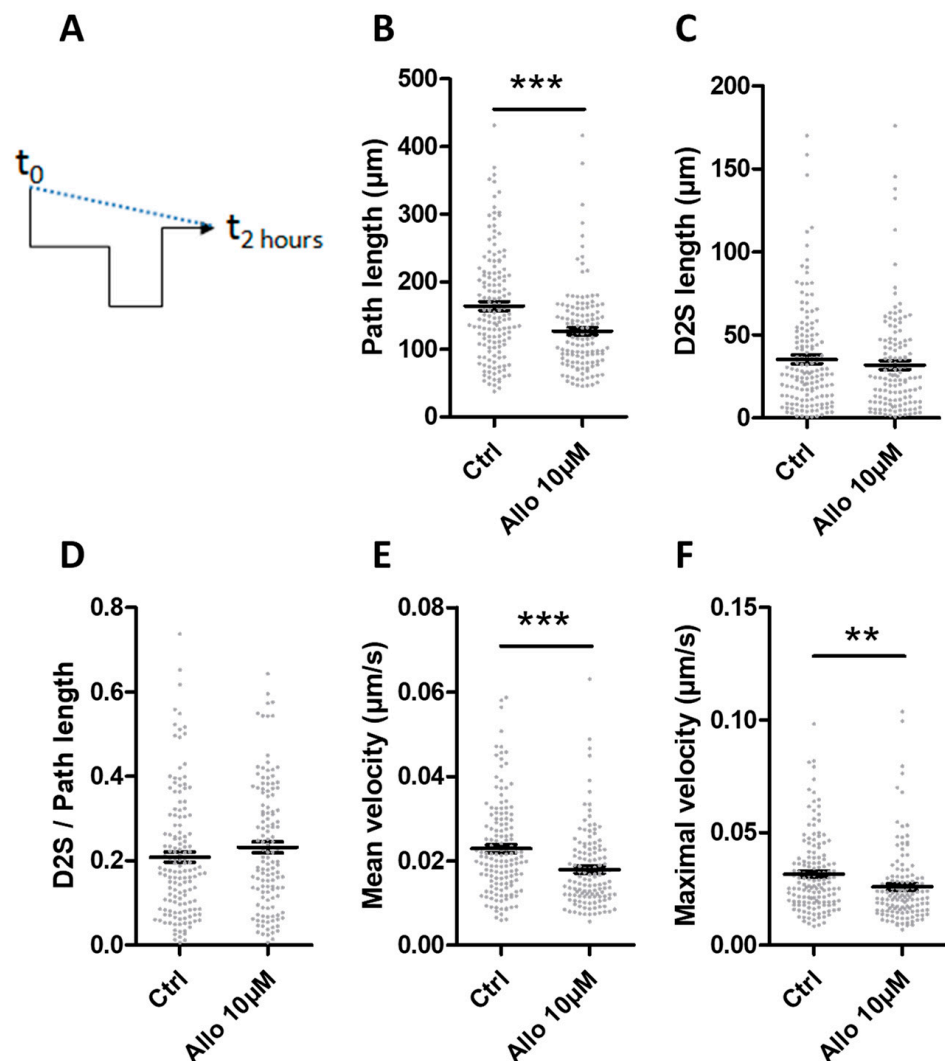 A
t0
t2 hours
B
***
Path length (µm)
500
400
300
200
100
0
Ctrl
Allo 10µM
C
D2S length (µm)
200
150
100
50
0
Ctrl
Allo 10µM
D
D2S / Path length
0.8
0.6
0.4
0.2
0.0
Ctrl
Allo 10µM
E
***
Mean velocity (µm/s)
0.08
0.06
0.04
0.02
0.00
Ctrl
Allo 10µM
F
**
Maximal velocity (µm/s)
0.15
0.10
0.05
0.00
Ctrl
Allo 10µM